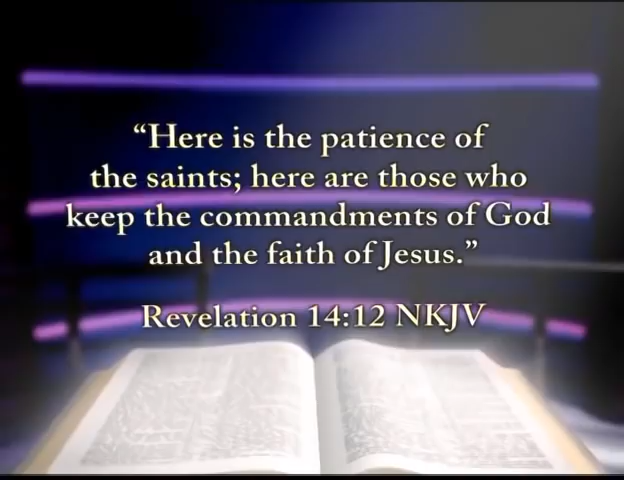 “Here is the patience of
the saints; here are those who
keep the commandments of God
and the faith of Jesus.”
Revelation 14:12 NKJV